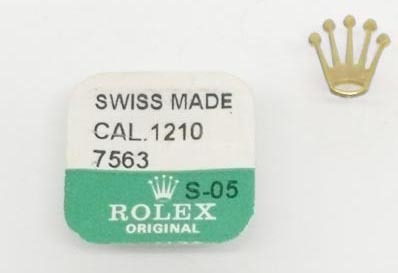 SWISS MADE
CAL.1210
7563
S-05
ROLEX
ORIGINAL